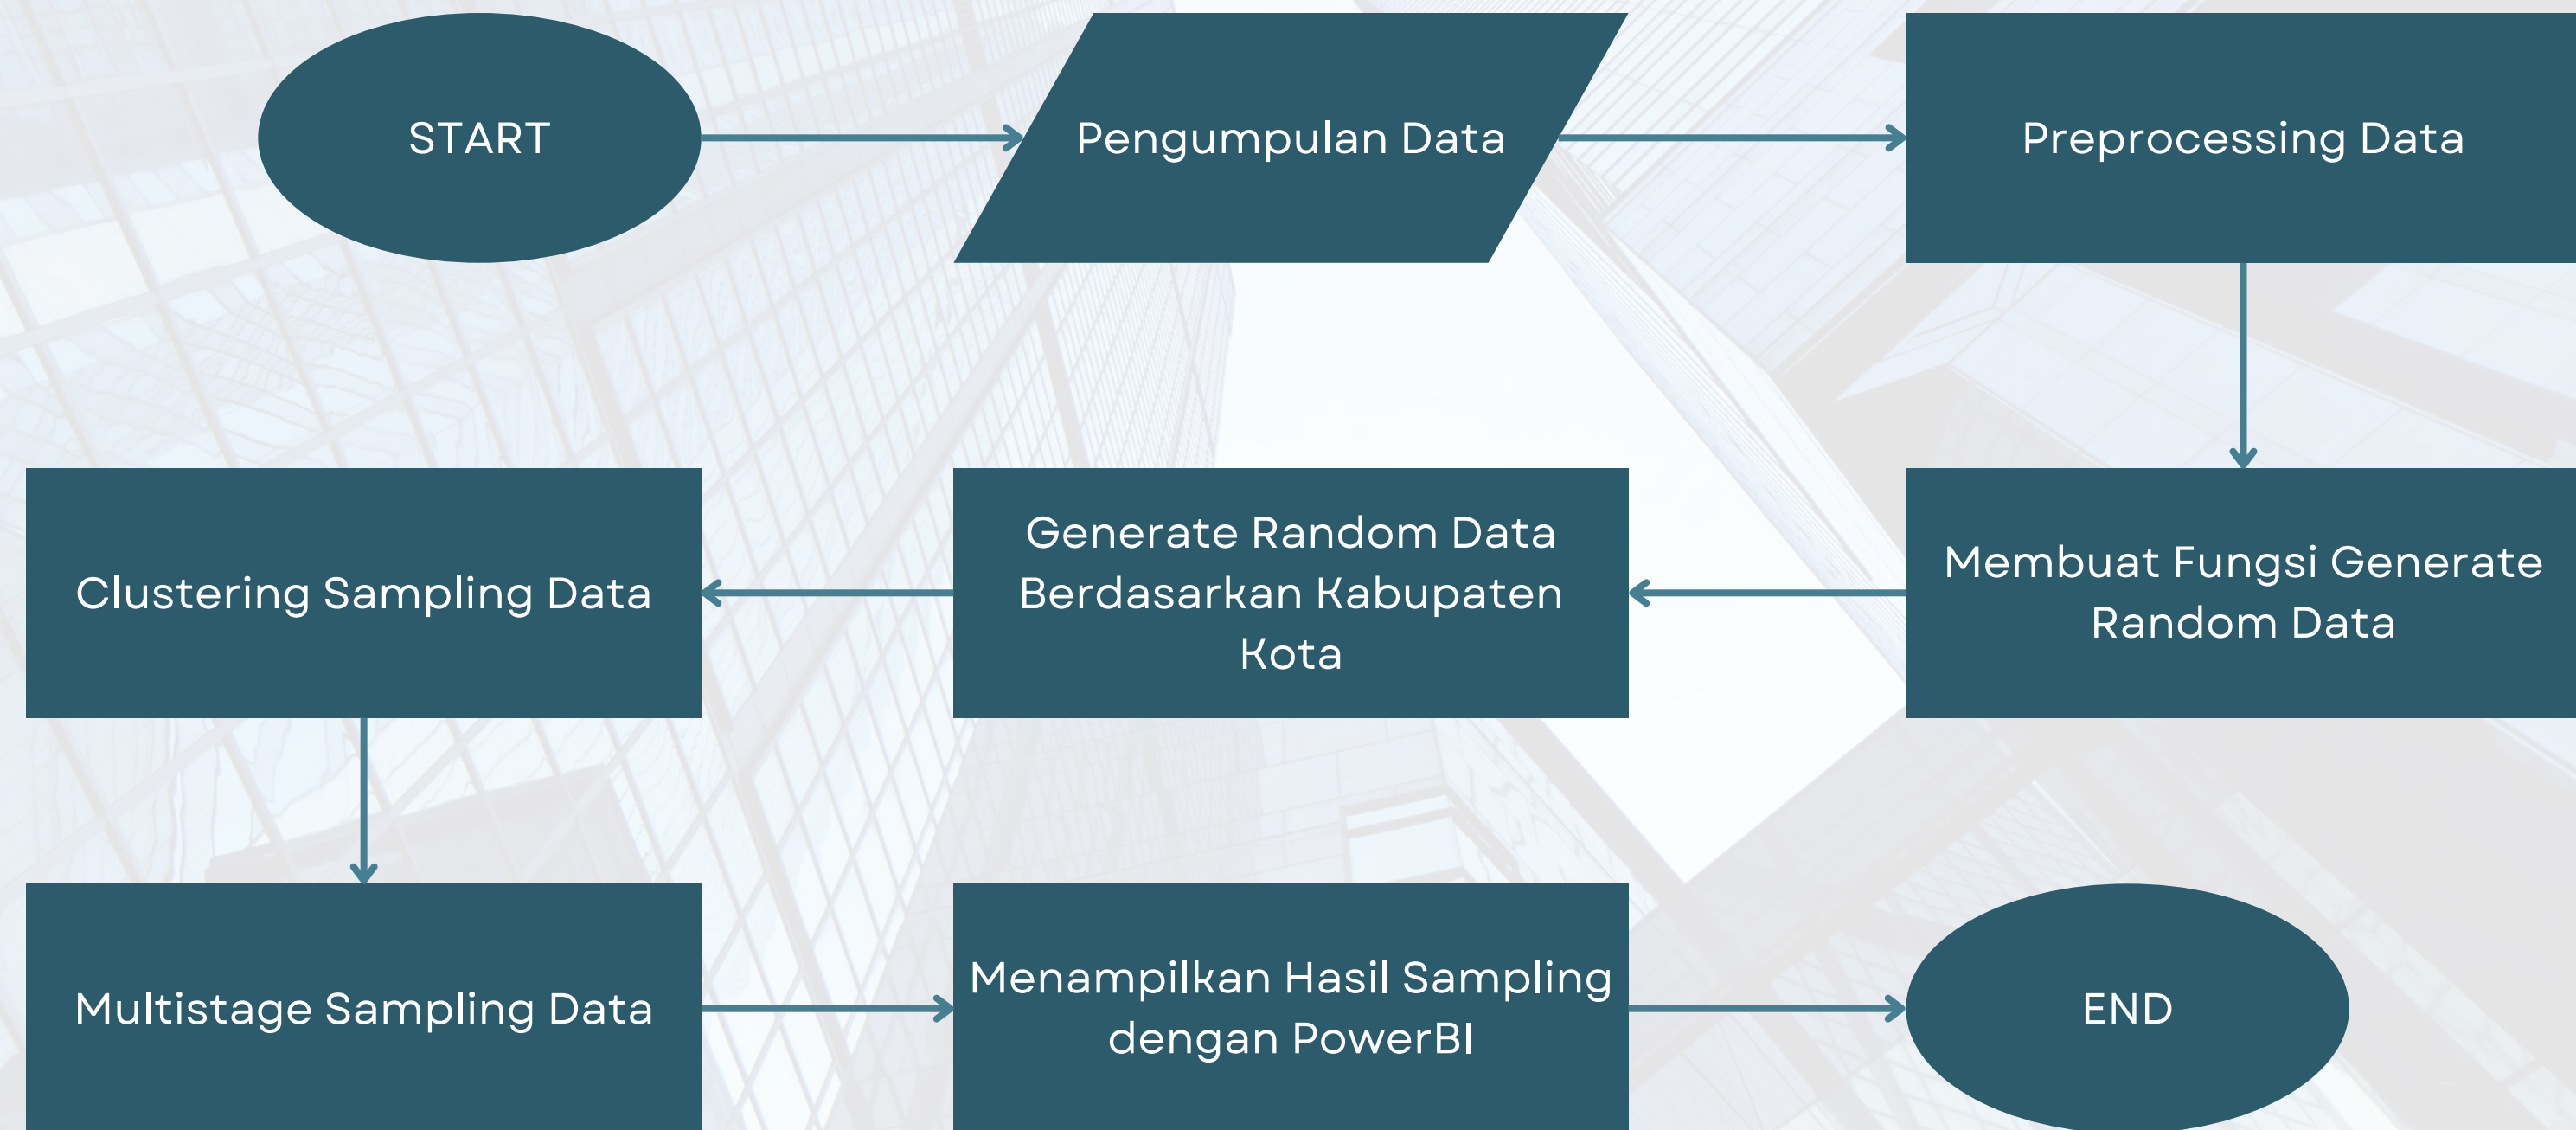 START
Pengumpulan Data
Preprocessing Data
Membuat Fungsi Generate
Random Data
Generate Random Data
Berdasarkan Kabupaten
Kota
Clustering Sampling Data
Multistage Sampling Data
Menampilkan Hasil Sampling
dengan PowerBI
END